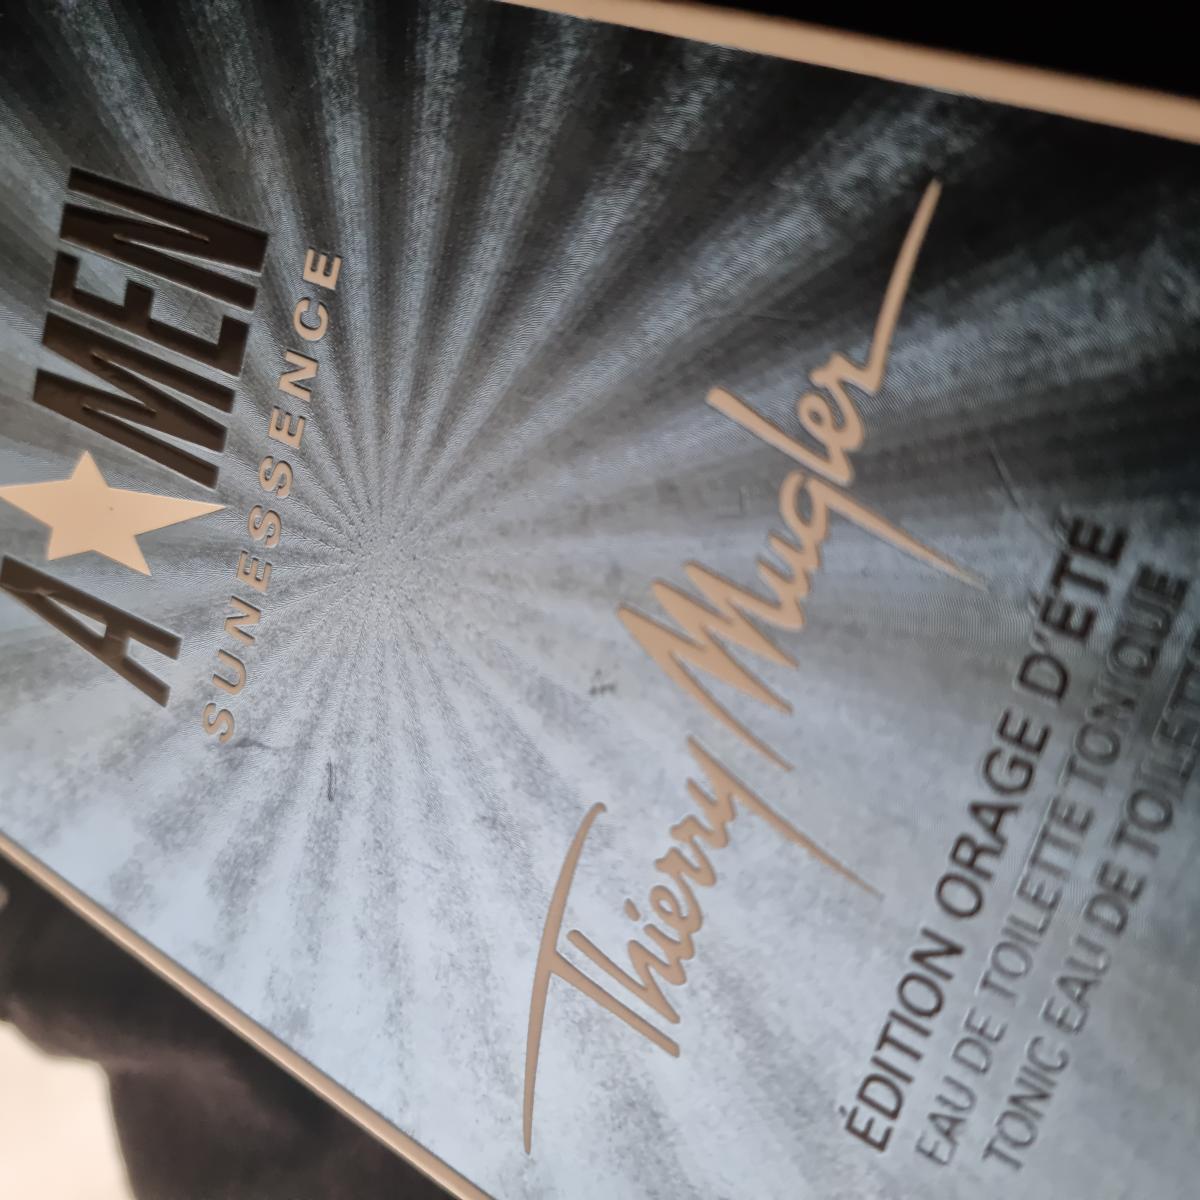 A★MEN
SUNESSENCE
Thierry Mugler
ÉDITION ORAGE D'ÉTÉ
EAU DE TOILETTE TONIQUE
TONIC EAU DE TOILETTE